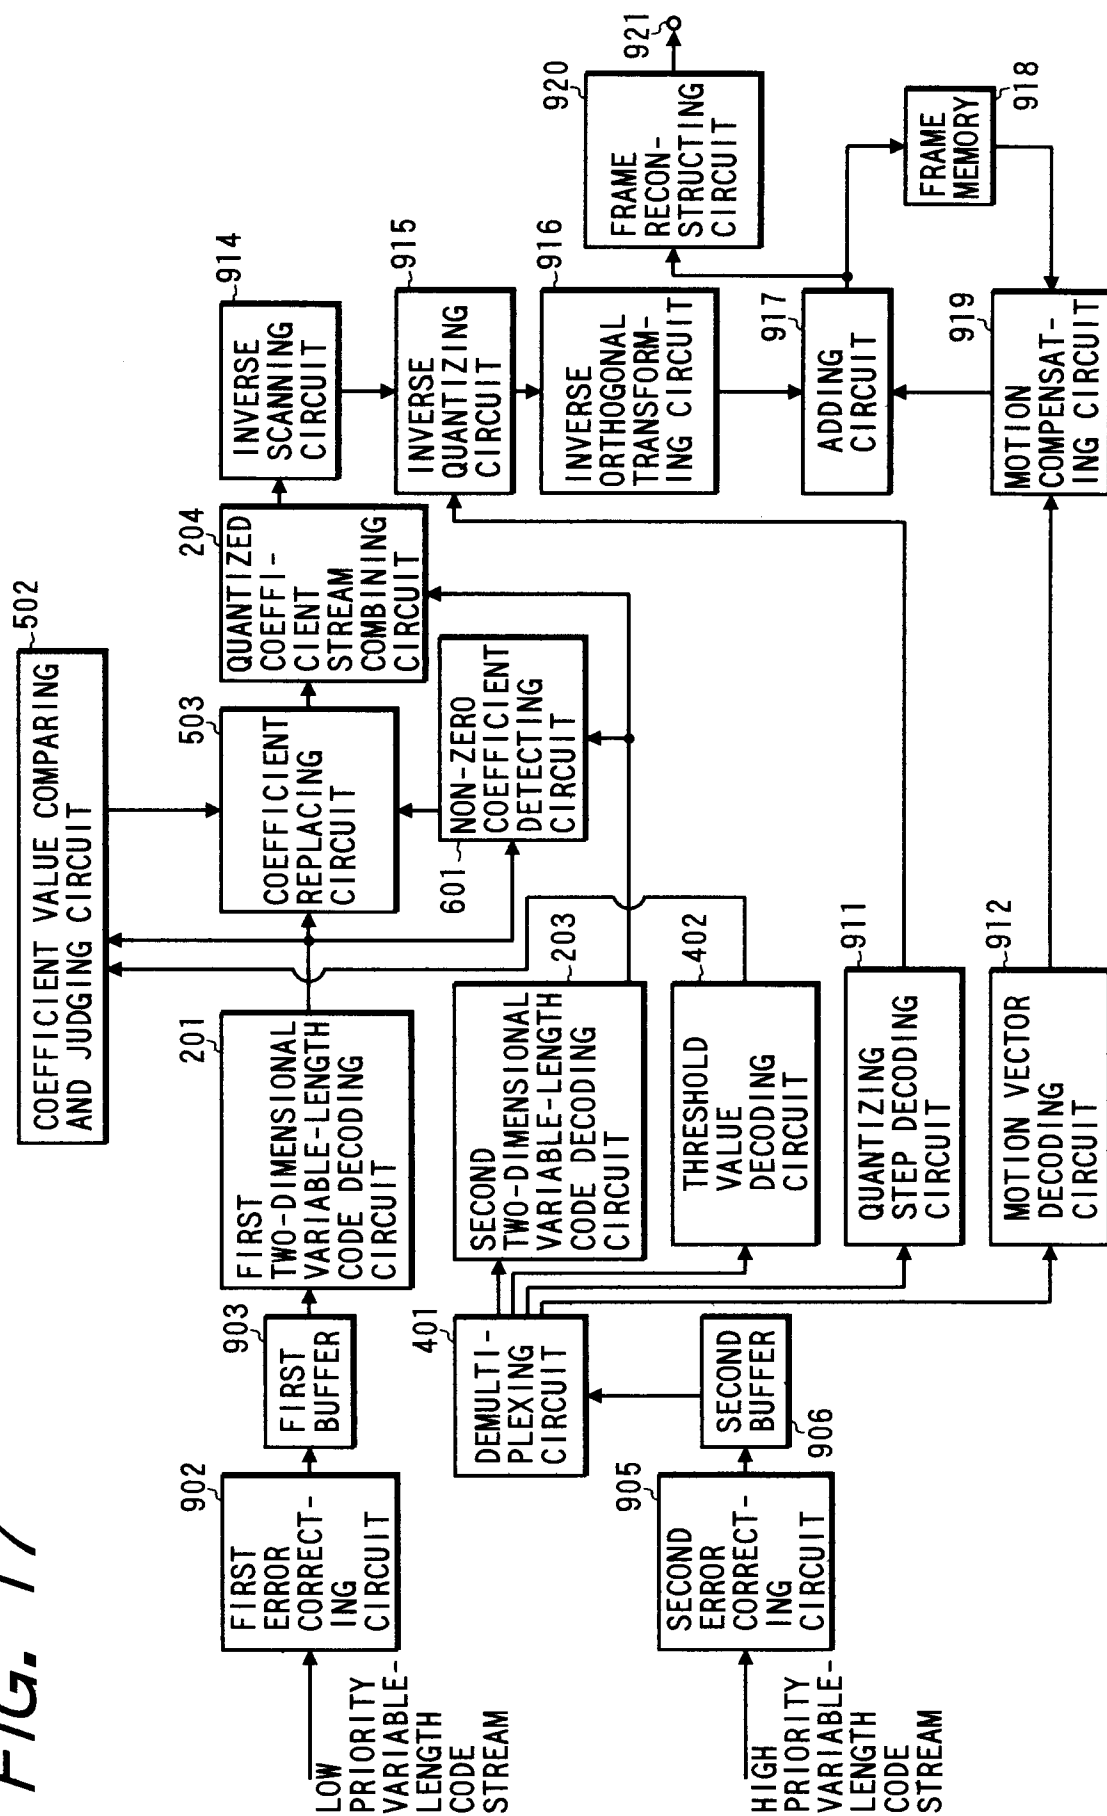 FIG. 17
LOW
PRIORITY
VARIABLE-
LENGTH
CODE
STREAM
902
FIRST
ERROR
CORRECT-
ING
CIRCUIT
903
FIRST
BUFFER
201
FIRST
TWO-DIMENSIONAL
VARIABLE-LENGTH
CODE DECODING
CIRCUIT
502
COEFFICIENT VALUE COMPARING
AND JUDGING CIRCUIT
503
COEFFICIENT
REPLACING
CIRCUIT
204
QUANTIZED
COEFFI-
CIENT
STREAM
COMBINING
CIRCUIT
914
INVERSE
SCANNING
CIRCUIT
601
NON-ZERO
COEFFICIENT
DETECTING
CIRCUIT
915
INVERSE
QUANTIZING
CIRCUIT
916
INVERSE
ORTHOGONAL
TRANSFORM-
ING CIRCUIT
917
ADDING
CIRCUIT
920
FRAME
RECON-
STRUCTING
CIRCUIT
921
918
FRAME
MEMORY
919
MOTION
COMPENSAT-
ING CIRCUIT
HIGH
PRIORITY
VARIABLE-
LENGTH
CODE
STREAM
905
SECOND
ERROR
CORRECT-
ING
CIRCUIT
906
SECOND
BUFFER
401
DEMULTI-
PLEXING
CIRCUIT
203
SECOND
TWO-DIMENSIONAL
VARIABLE-LENGTH
CODE DECODING
CIRCUIT
402
THRESHOLD
VALUE
DECODING
CIRCUIT
911
QUANTIZING
STEP DECODING
CIRCUIT
912
MOTION VECTOR
DECODING
CIRCUIT